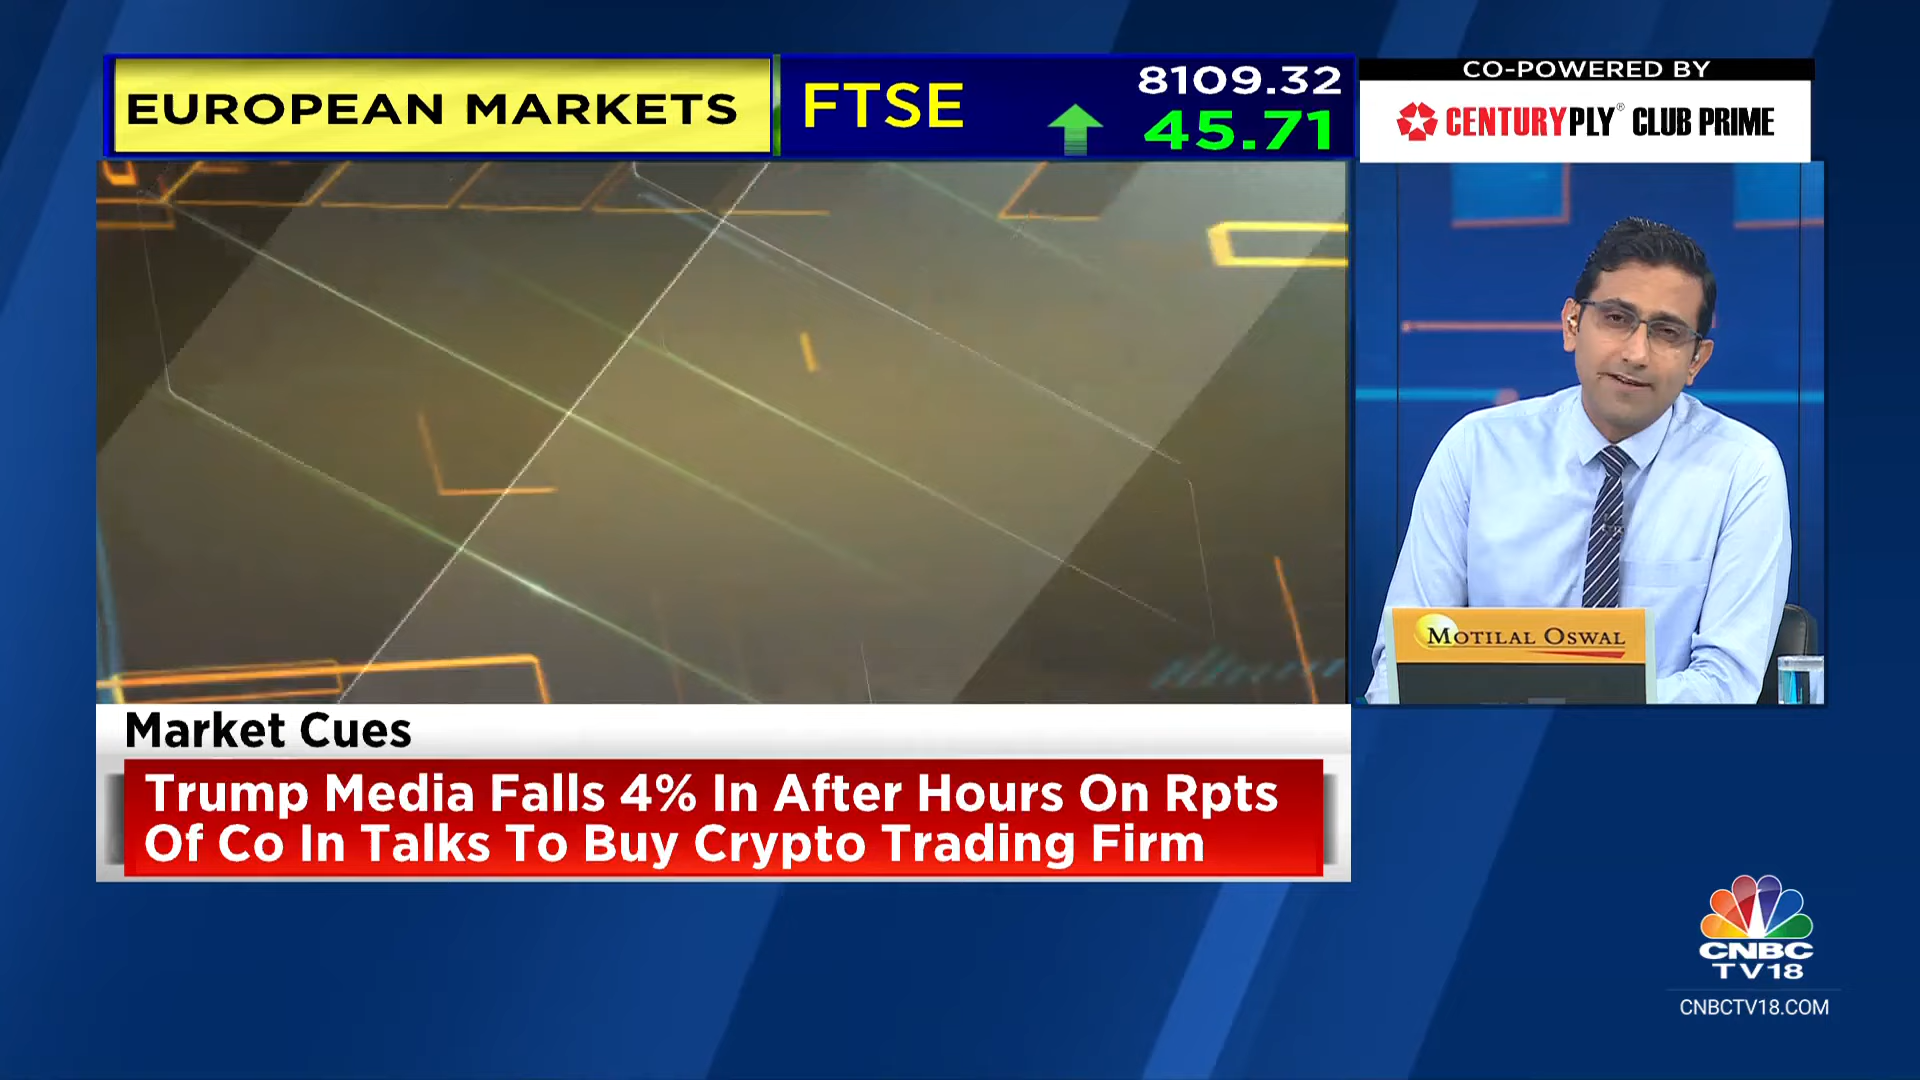 EUROPEAN MARKETS
FTSE
8109.32
45.71
CO-POWERED BY
CENTURYPLY® CLUB PRIME
MOTILAL OSWAL
Market Cues
Trump Media Falls 4% In After Hours On Rpts
Of Co In Talks To Buy Crypto Trading Firm
CNBC
TV18
CNBCTV18.COM